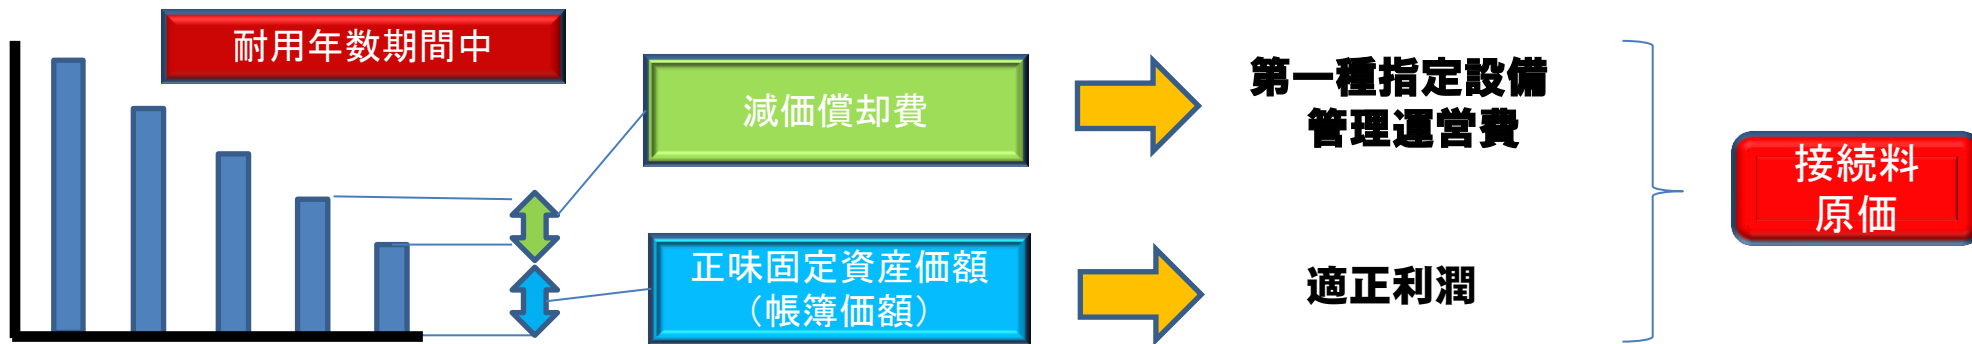 耐用年数期間中
減価償却費
第一種指定設備
管理運営費
正味固定資産価額
（帳簿価額）
適正利潤
接続料
原価